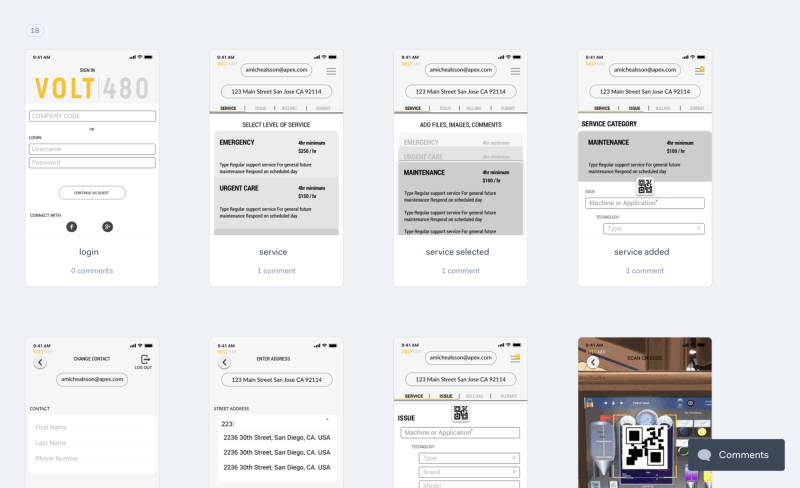 18
9:41 AM
SIGN IN
VOLT|480
COMPANY CODE
OR
LOGIN
Username
Password
CONTINUE AS GUEST
CONNECT WITH
login
0 comments
9:41 AM
VOLT|480
amichealsson@apex.com
123 Main Street San Jose CA 92114
SERVICE | ISSUE | BILLING | SUBMIT
SELECT LEVEL OF SERVICE
EMERGENCY 4hr minimum
$250 / hr
Type Regular support service For general future
maintenance Respond on scheduled day
URGENT CARE 4hr minimum
$150 / hr
Type Regular support service For general future
maintenance Respond on scheduled day
service
1 comment
9:41 AM
VOLT|480
amichealsson@apex.com
123 Main Street San Jose CA 92114
SERVICE | ISSUE | BILLING | SUBMIT
ADD FILES, IMAGES, COMMENTS
EMERGENCY 4hr minimum
URGENT CARE 4hr minimum
MAINTENANCE 4hr minimum
$100 / hr
Type Regular support service For general future
maintenance Respond on scheduled day
Type Regular support service For general future
maintenance Respond on scheduled day
Type Regular support service For general future
service selected
1 comment
9:41 AM
VOLT|480
amichealsson@apex.com
123 Main Street San Jose CA 92114
SERVICE | ISSUE | BILLING | SUBMIT
SERVICE CATEGORY
MAINTENANCE 4hr minimum
$100 / hr
Type Regular support service For general future
maintenance Respond on scheduled day
ISSUE
Machine or Application*
TECHNOLOGY
Type
service added
1 comment
9:41 AM
VOLT|480
CHANGE CONTACT
LOG OUT
amichealsson@apex.com
CONTACT
First Name
Last Name
Phone Number
9:41 AM
VOLT|480
ENTER ADDRESS
123 Main Street San Jose CA 92114
STREET ADDRESS
223
2236 30th Street, San Diego, CA. USA
2236 30th Street, San Diego, CA. USA
2236 30th Street, San Diego, CA. USA
9:41 AM
VOLT|480
amichealsson@apex.com
123 Main Street San Jose CA 92114
SERVICE | ISSUE | BILLING | SUBMIT
ISSUE
Machine or Application*
TECHNOLOGY
Type
Brand
Model
9:41 AM
VOLT|480
SCAN QR CODE
Comments